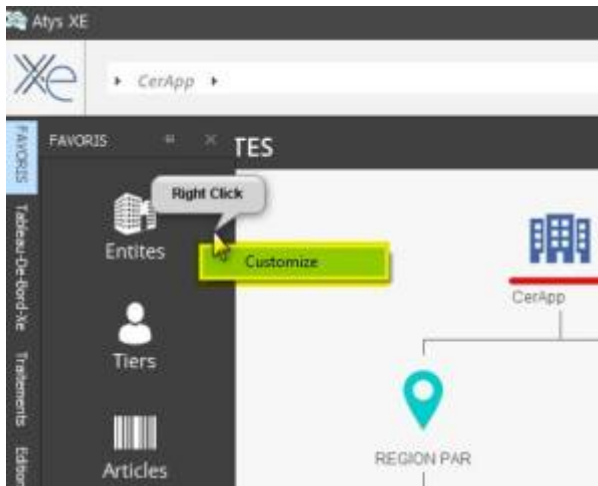 Atys XE
Xe
CerApp
FAVORIS
TES
FAVORIS
Right Click
Entites
Customize
CerApp
Tableau-De-Bord-Xe
Tiers
Traitements
REGION PAR
Edition
Articles